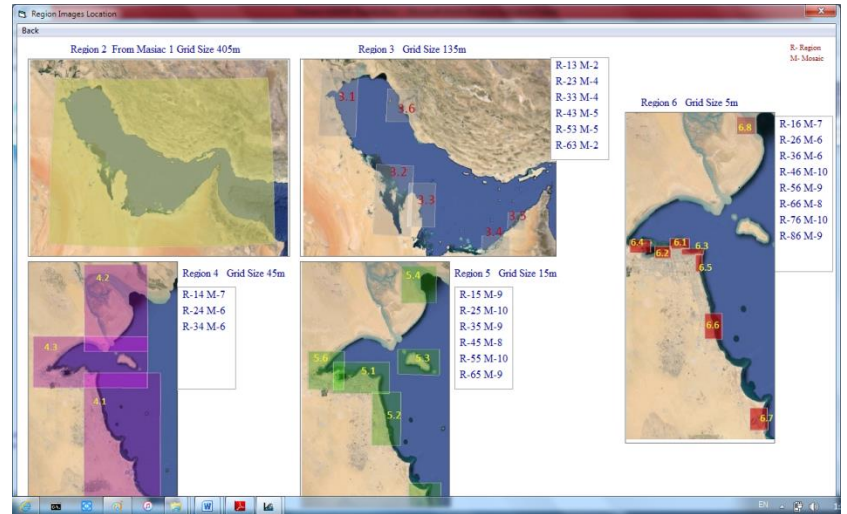 Region Images Location
Back
Region 2 From Masiac 1 Grid Size 405m
Region 3 Grid Size 135m
R- Region
M- Mosaic
3.1
3.6
3.2
3.3
3.4
3.5
R-13 M-2
R-23 M-4
R-33 M-4
R-43 M-5
R-53 M-5
R-63 M-2
Region 6 Grid Size 5m
6.8
6.4
6.2
6.1
6.3
6.5
6.6
6.7
R-16 M-7
R-26 M-6
R-36 M-6
R-46 M-10
R-56 M-9
R-66 M-8
R-76 M-10
R-86 M-9
Region 4 Grid Size 45m
4.2
4.3
4.1
R-14 M-7
R-24 M-6
R-34 M-6
Region 5 Grid Size 15m
5.4
5.6
5.1
5.3
5.2
R-15 M-9
R-25 M-10
R-35 M-9
R-45 M-8
R-55 M-10
R-65 M-9
EN